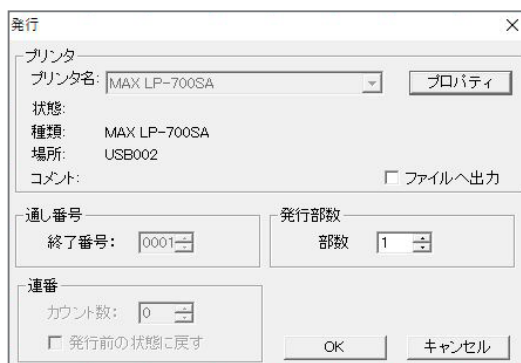 発行
プリンタ
プリンタ名: MAX LP-700SA プロパティ
状態:
種類: MAX LP-700SA
場所: USB002
コメント: ファイルへ出力
通し番号 発行部数
終了番号: 0001 部数 1
連番
カウント数: 0
発行前の状態に戻す
OK キャンセル